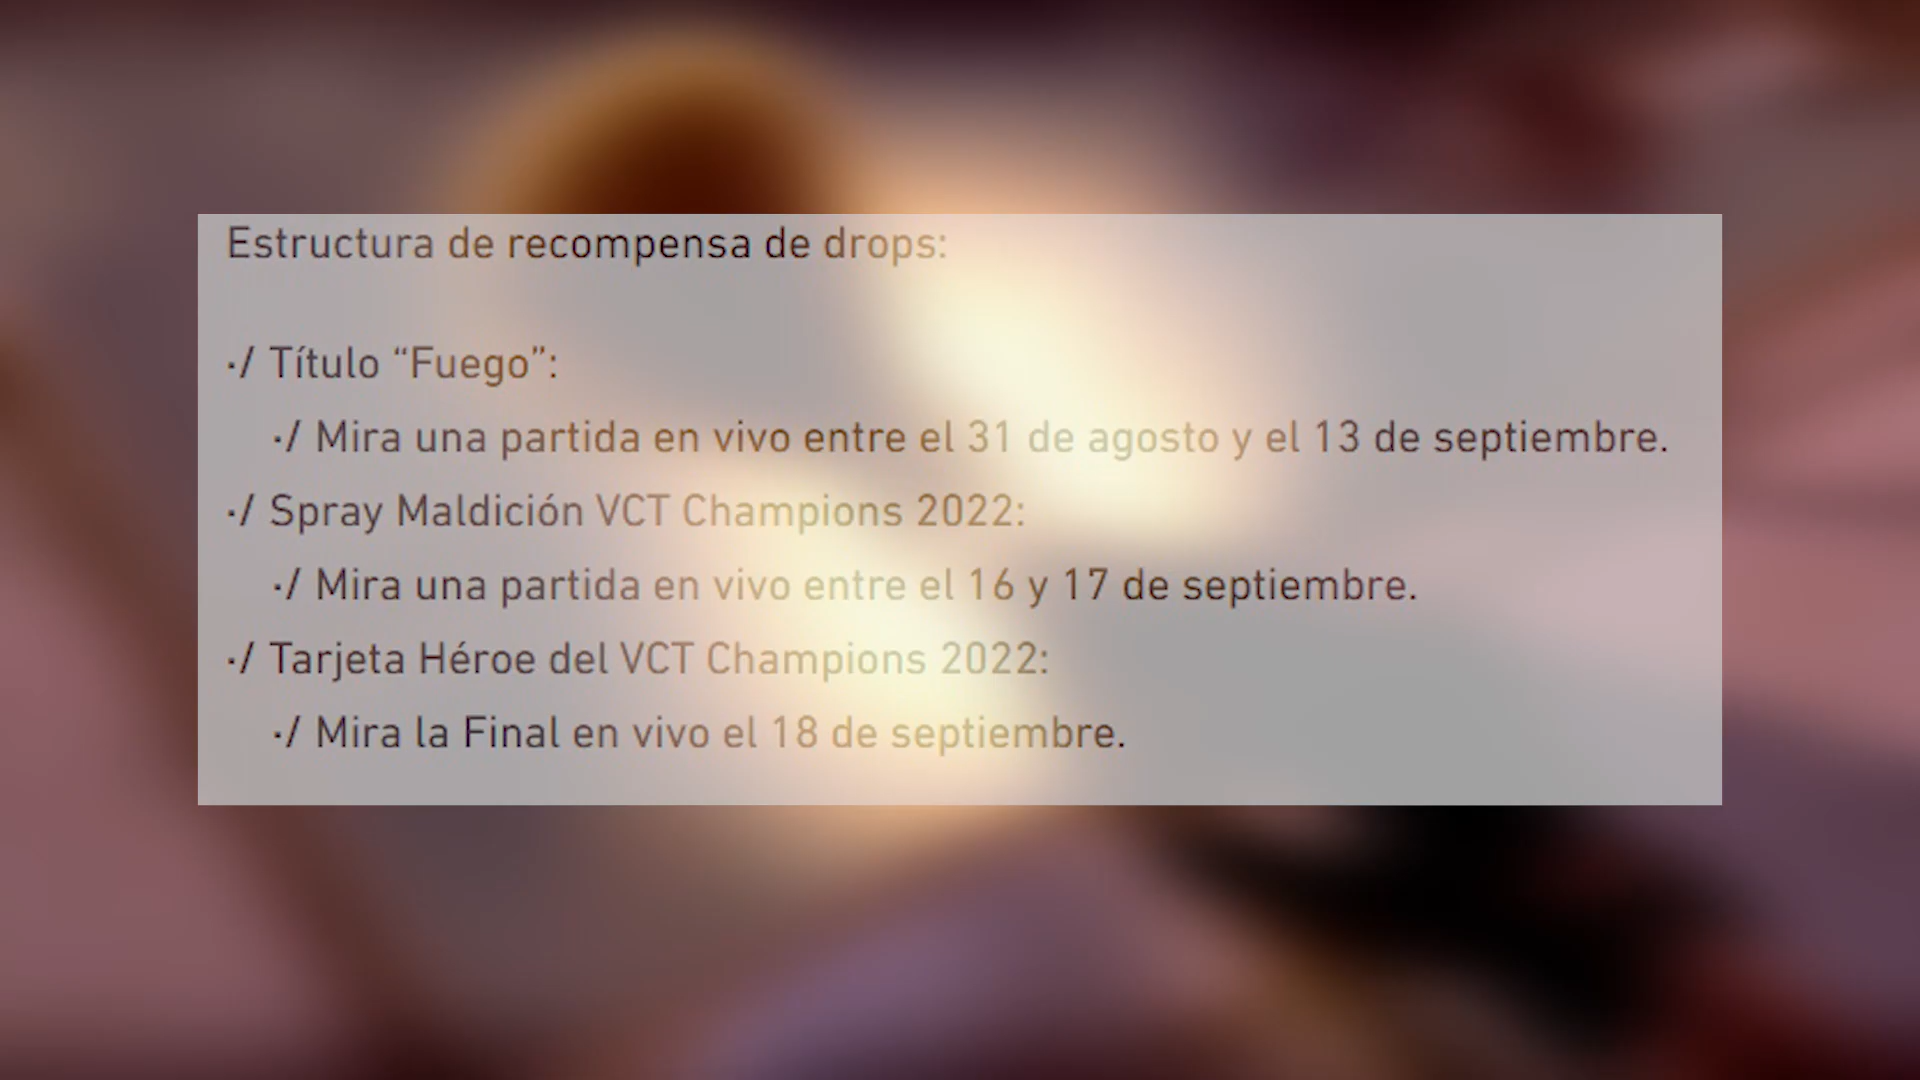 Estructura de recompensa de drops:
·/ Título “Fuego”:
·/ Mira una partida en vivo entre el 31 de agosto y el 13 de septiembre.
·/ Spray Maldición VCT Champions 2022:
·/ Mira una partida en vivo entre el 16 y 17 de septiembre.
·/ Tarjeta Héroe del VCT Champions 2022:
·/ Mira la Final en vivo el 18 de septiembre.